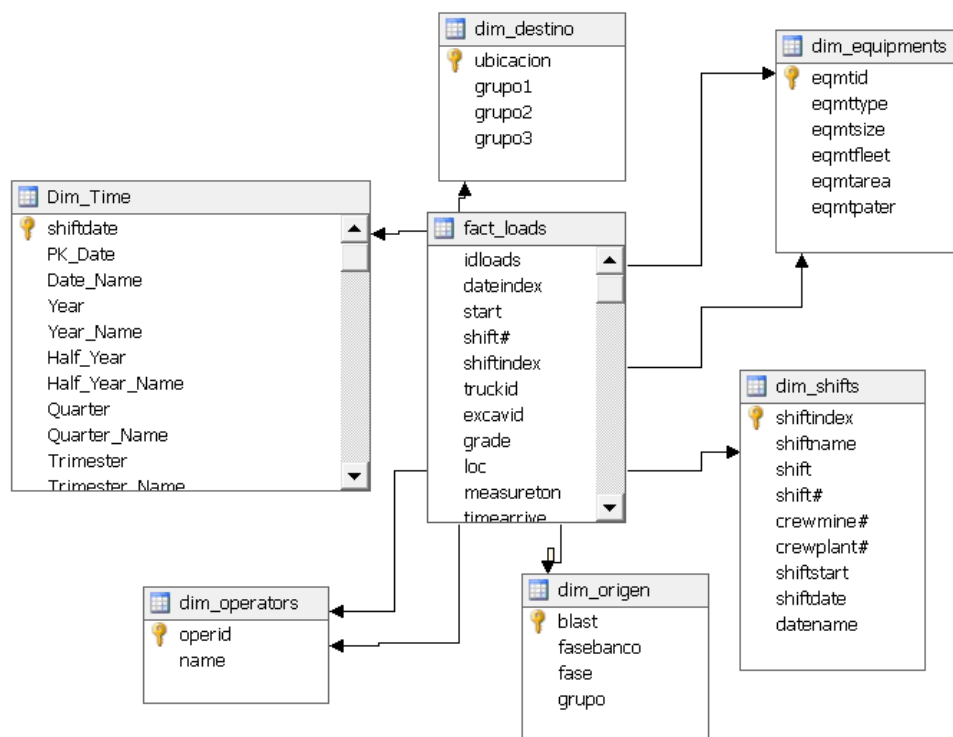 dim_destino
ubicacion
grupo1
grupo2
grupo3
dim_equipments
eqmtid
eqmttype
eqmtsize
eqmtfleet
eqmtarea
eqmtpater
Dim_Time
shiftdate
PK_Date
Date_Name
Year
Year_Name
Half_Year
Half_Year_Name
Quarter
Quarter_Name
Trimester
Trimester_Name
fact_loads
idloads
dateindex
start
shift#
shiftindex
truckid
excavid
grade
loc
measureton
timearrive
dim_shifts
shiftindex
shiftname
shift
shift#
crewmine#
crewplant#
shiftstart
shiftdate
datename
dim_operators
operid
name
dim_origen
blast
fasebanco
fase
grupo